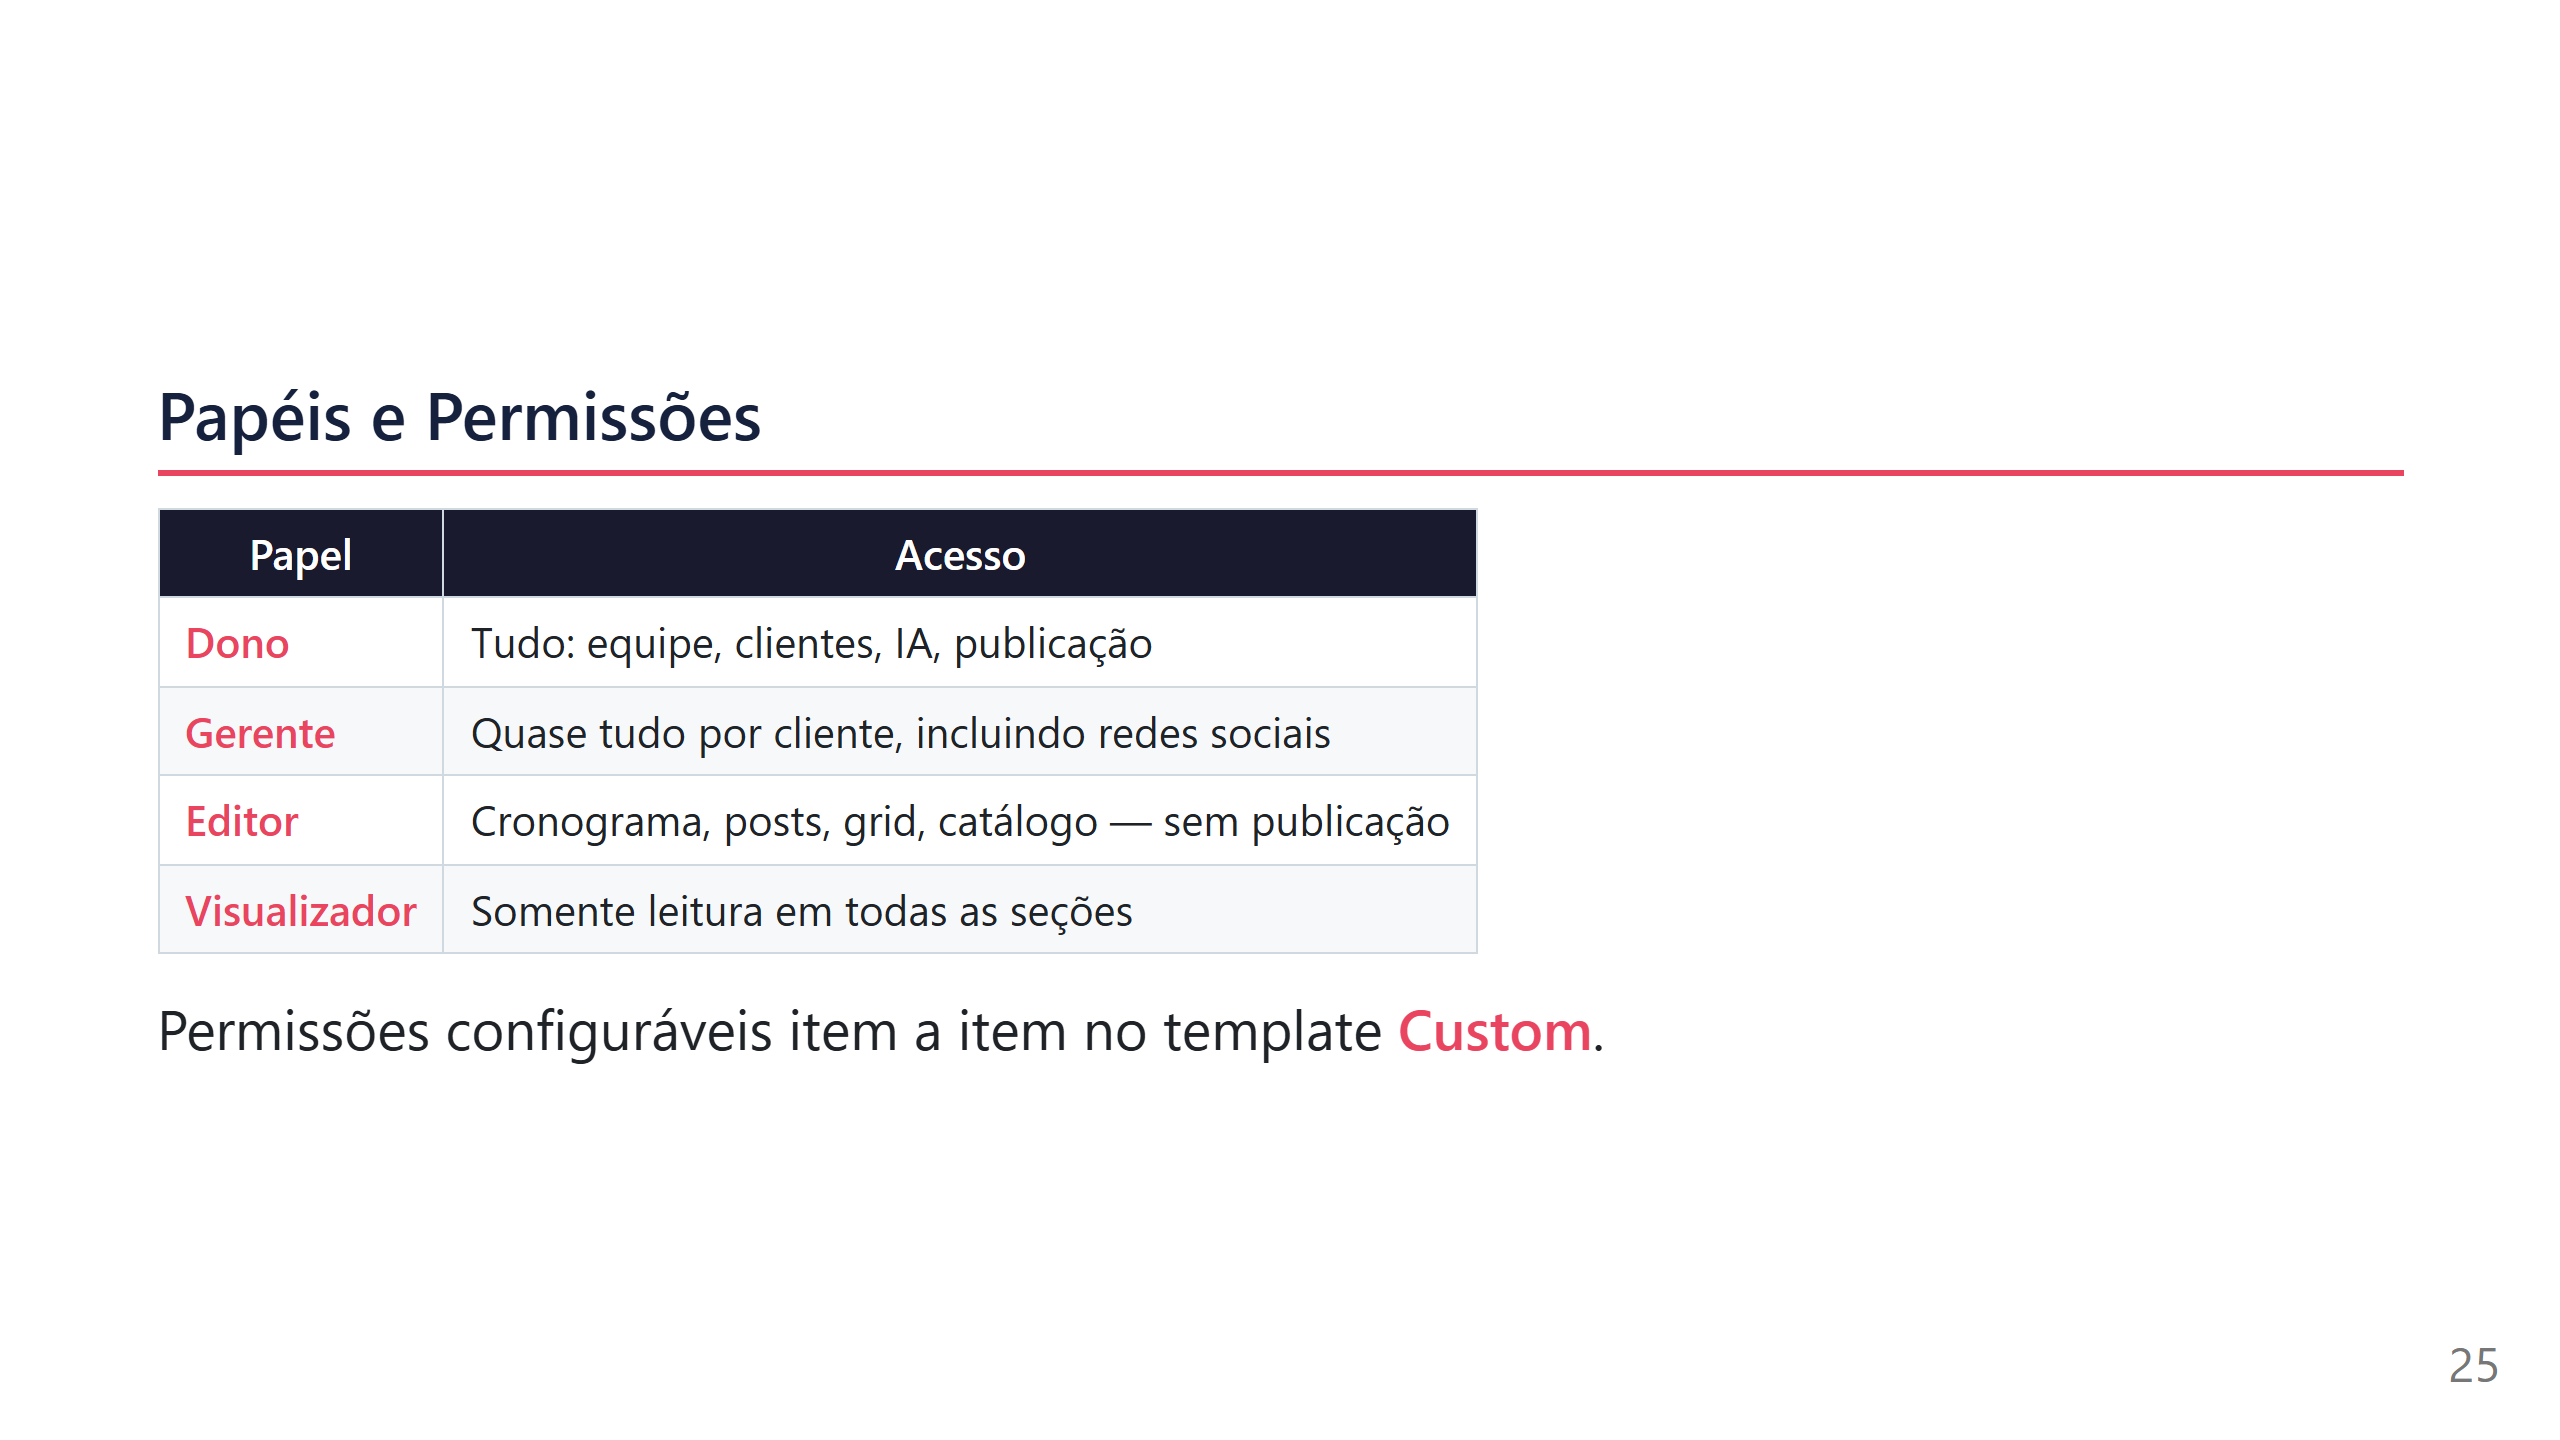 Papéis e Permissões
Papel Acesso
Dono Tudo: equipe, clientes, IA, publicação
Gerente Quase tudo por cliente, incluindo redes sociais
Editor Cronograma, posts, grid, catálogo — sem publicação
Visualizador Somente leitura em todas as seções
Permissões configuráveis item a item no template Custom.
25